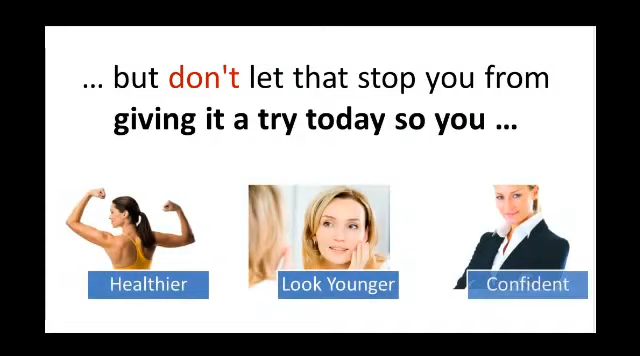 ... but don't let that stop you from
giving it a try today so you ...
Healthier
Look Younger
Confident